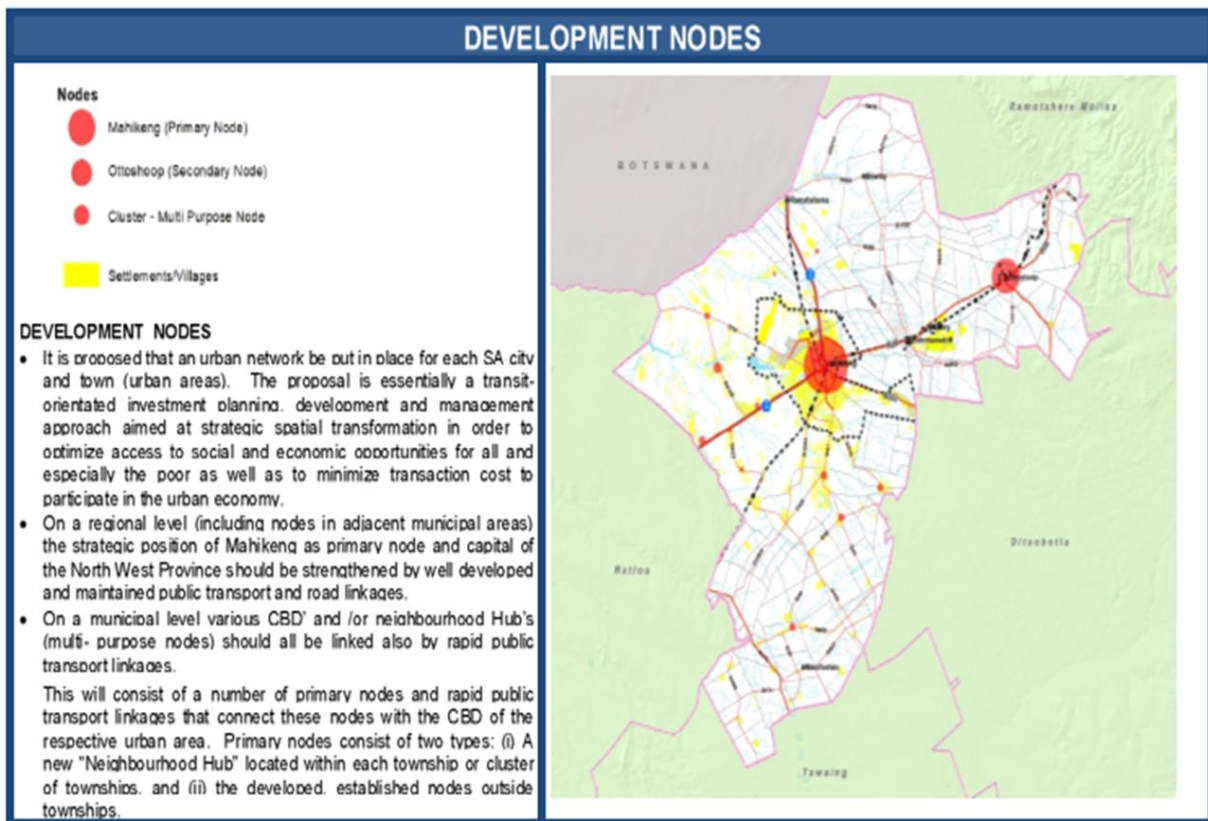 DEVELOPMENT NODES
Nodes
Mahikeng (Primary Node)
Ottoshoop (Secondary Node)
Cluster - Multi Purpose Node
Settlements/Villages
DEVELOPMENT NODES
• It is proposed that an urban network be put in place for each SA city
and town (urban areas). The proposal is essentially a transit-
orientated investment planning, development and management
approach aimed at strategic spatial transformation in order to
optimize access to social and economic opportunities for all and
especially the poor as well as to minimize transaction cost to
participate in the urban economy.
• On a regional level (including nodes in adjacent municipal areas)
the strategic position of Mahikeng as primary node and capital of
the North West Province should be strengthened by well developed
and maintained public transport and road linkages.
• On a municipal level various CBD' and /or neighbourhood Hub's
(multi- purpose nodes) should all be linked also by rapid public
transport linkages.
This will consist of a number of primary nodes and rapid public
transport linkages that connect these nodes with the CBD of the
respective urban area. Primary nodes consist of two types: (i) A
new "Neighbourhood Hub" located within each township or cluster
of townships, and (ii) the developed, established nodes outside
townships.
BOTSWANA
Ramotshere Moiloa
Ditsobotla
Ratlou
Tswaing